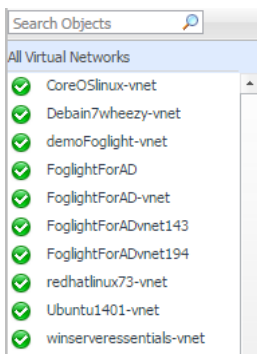 Search Objects
All Virtual Networks
CoreOSlinux-vnet
Debain7wheezy-vnet
demoFoglight-vnet
FoglightForAD
FoglightForAD-vnet
FoglightForADvnet143
FoglightForADvnet194
redhatlinux73-vnet
Ubuntu1401-vnet
winserveressentials-vnet